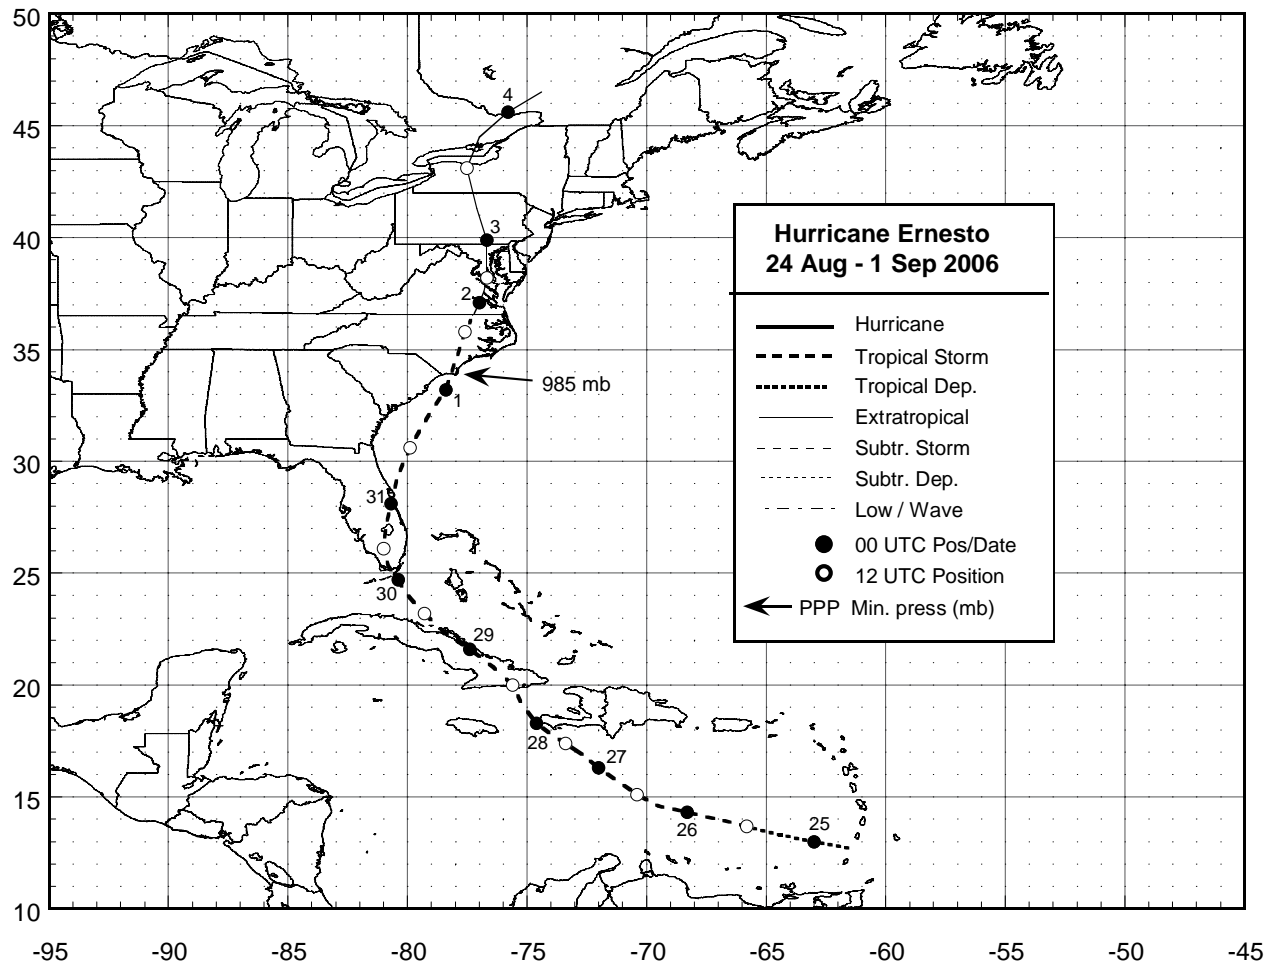 50
45
40
35
30
25
20
15
10
-95 -90 -85 -80 -75 -70 -65 -60 -55 -50 -45
4
3
2
985 mb
1
31
30
29
28
27
26
25
Hurricane Ernesto
24 Aug - 1 Sep 2006
Hurricane
Tropical Storm
Tropical Dep.
Extratropical
Subtr. Storm
Subtr. Dep.
Low / Wave
00 UTC Pos/Date
12 UTC Position
PPP Min. press (mb)